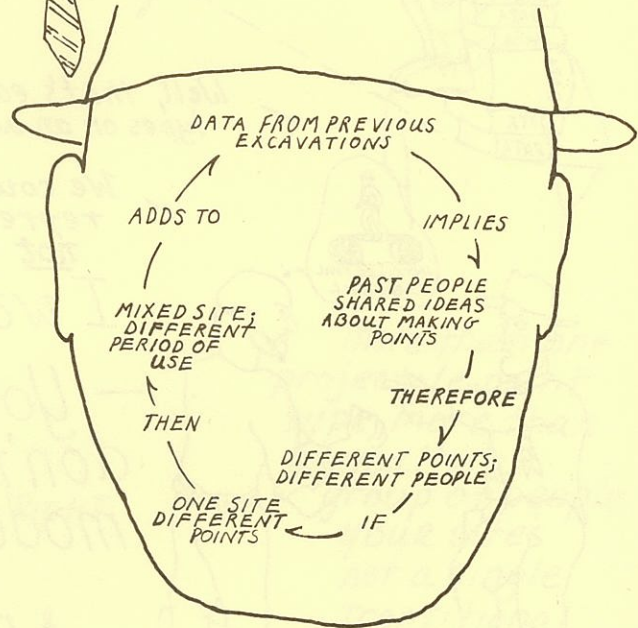 DATA FROM PREVIOUS
EXCAVATIONS
IMPLIES
PAST PEOPLE
SHARED IDEAS
ABOUT MAKING
POINTS
THEREFORE
DIFFERENT POINTS;
DIFFERENT PEOPLE
IF
ONE SITE
DIFFERENT
POINTS
THEN
MIXED SITE;
DIFFERENT
PERIOD OF
USE
ADDS TO